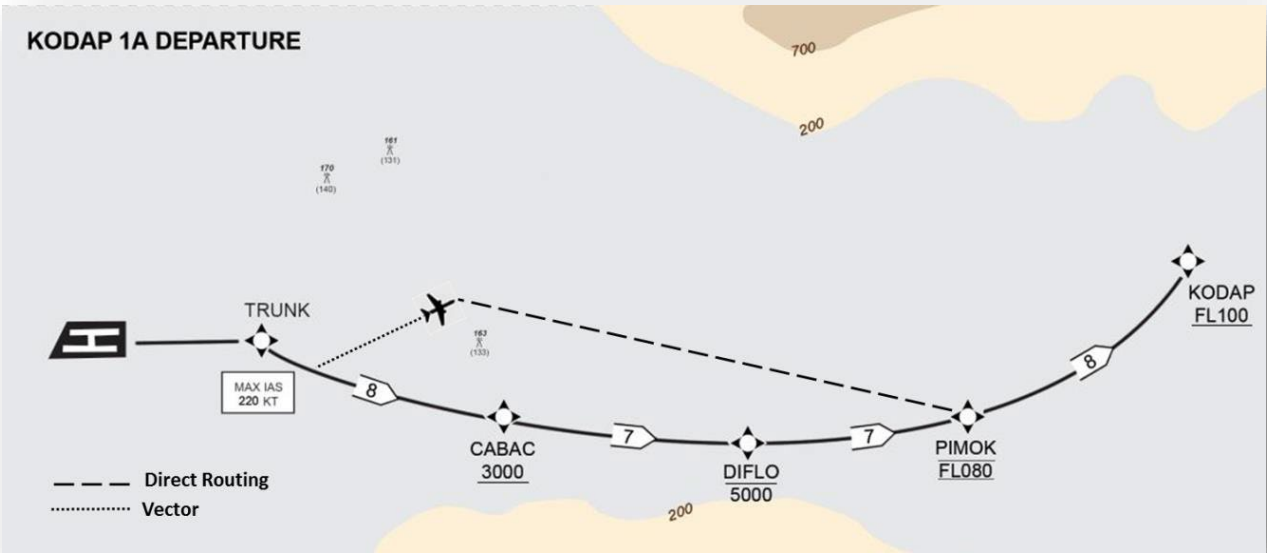 KODAP 1A DEPARTURE
700
200
161
(131)
170
(140)
TRUNK
MAX IAS
220 KT
163
(133)
8
CABAC
3000
7
DIFLO
5000
7
PIMOK
FL080
8
KODAP
FL100
Direct Routing
Vector
200